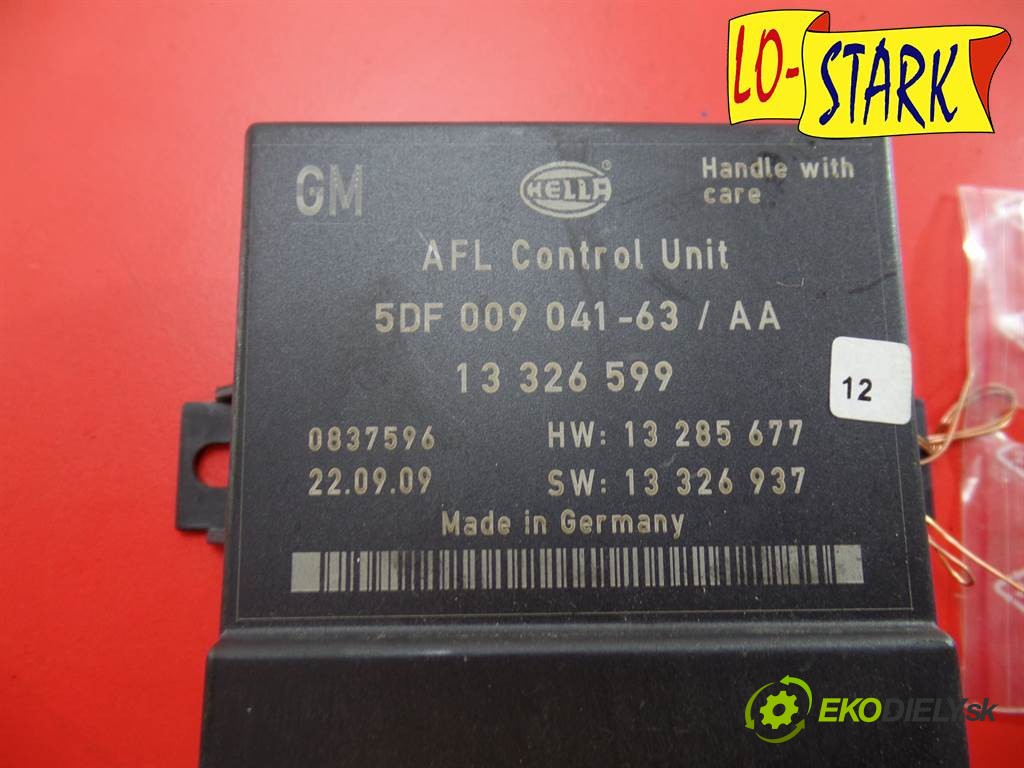 LO-
STARK
GM
HELLA
®
Handle with
care
AFL Control Unit
5DF 009 041-63 / AA
13 326 599
12
0837596
HW: 13 285 677
22.09.09
SW: 13 326 937
Made in Germany
EKODIELY.sk